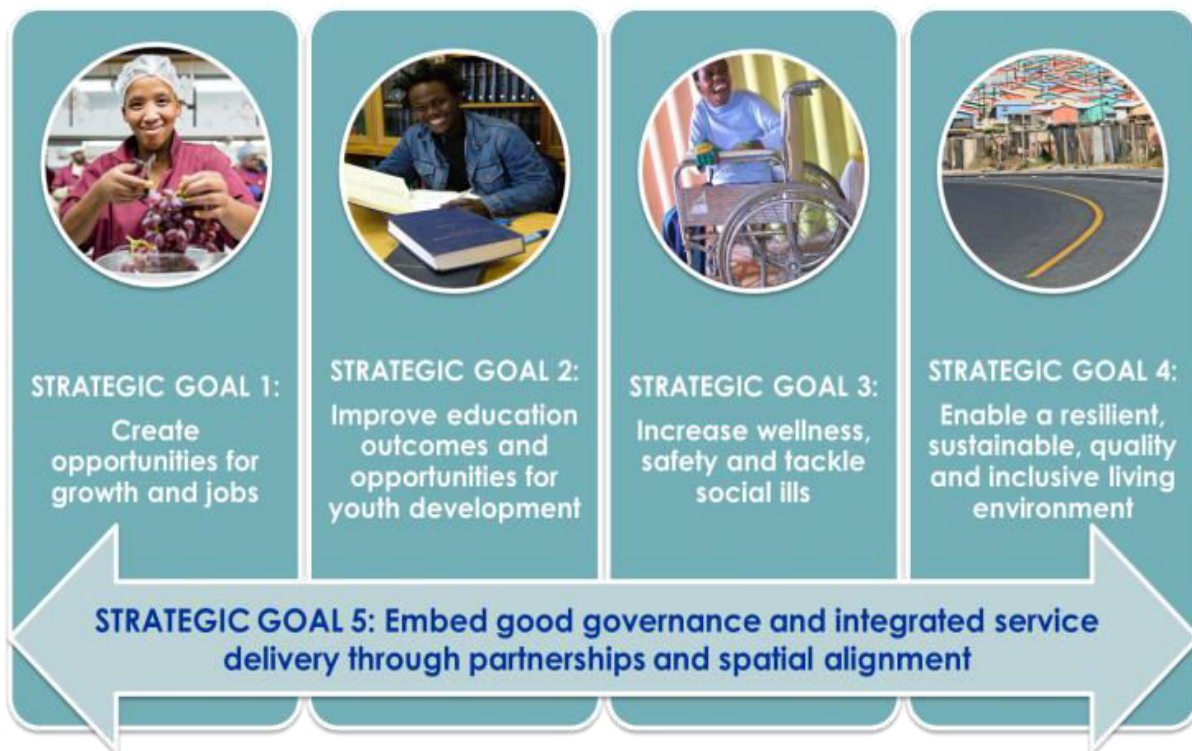 STRATEGIC GOAL 1:
Create
opportunities for
growth and jobs
STRATEGIC GOAL 2:
Improve education
outcomes and
opportunities for
youth development
STRATEGIC GOAL 3:
Increase wellness,
safety and tackle
social ills
STRATEGIC GOAL 4:
Enable a resilient,
sustainable, quality
and inclusive living
environment
STRATEGIC GOAL 5: Embed good governance and integrated service
delivery through partnerships and spatial alignment